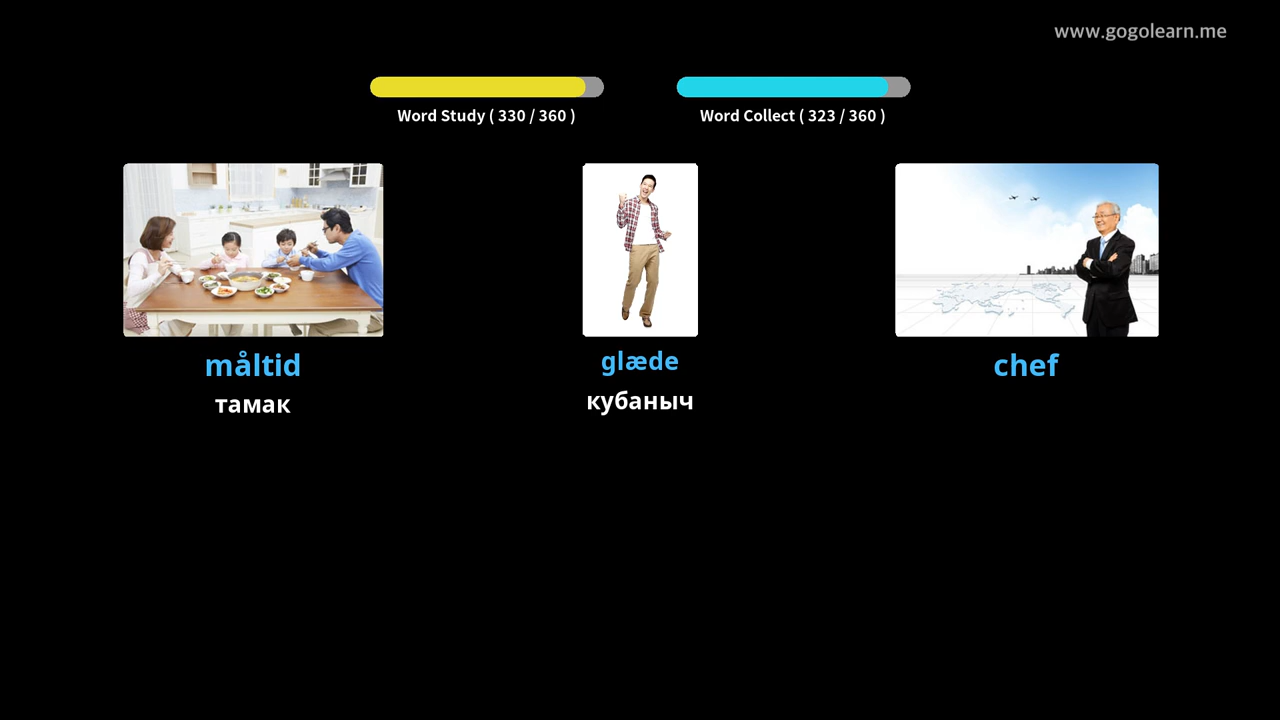 www.gogolearn.me
Word Study ( 330 / 360 )
Word Collect ( 323 / 360 )
måltid
тамак
glæde
кубаныч
chef